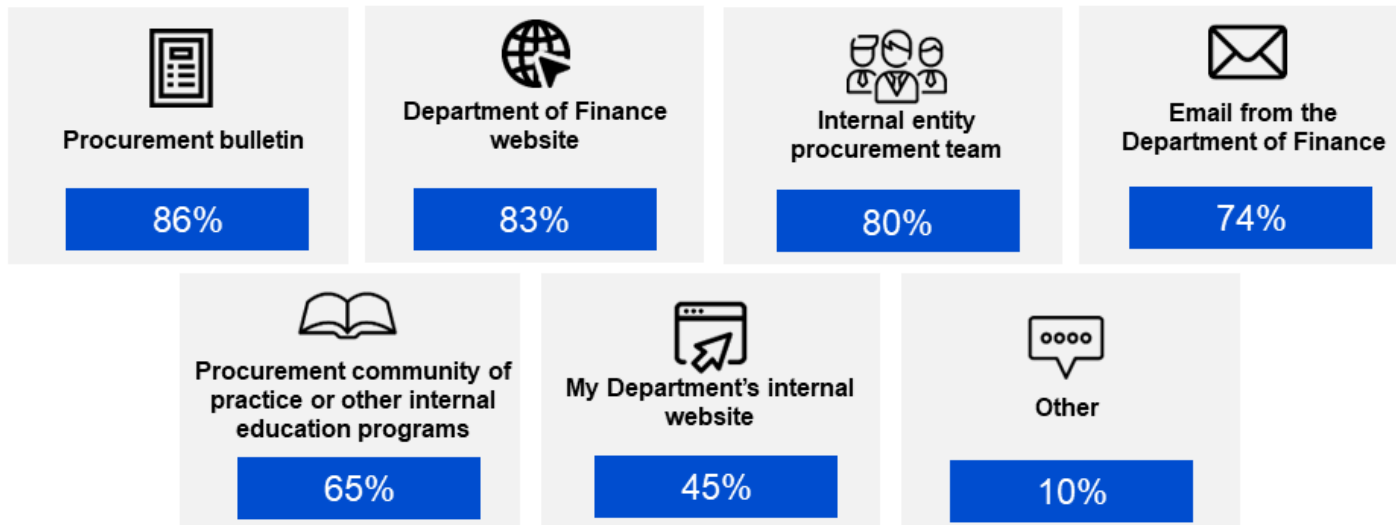 Procurement bulletin
86%
Department of Finance
website
83%
Internal entity
procurement team
80%
Email from the
Department of Finance
74%
Procurement community of
practice or other internal
education programs
65%
My Department’s internal
website
45%
Other
10%